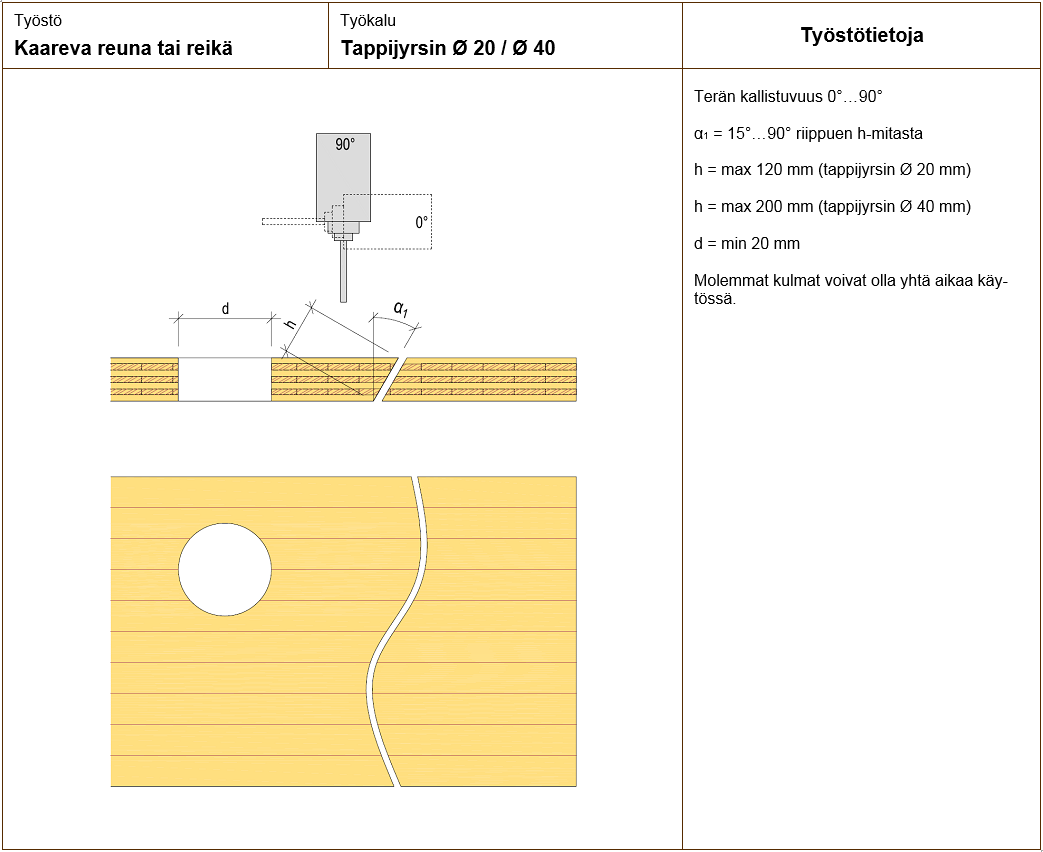 Työstö
Kaareva reuna tai reikä
Työkalu
Tappijyrsin Ø 20 / Ø 40
Työstötietoja
Terän kallistuvuus 0°…90°
α₁ = 15°…90° riippuen h-mitasta
h = max 120 mm (tappijyrsin Ø 20 mm)
h = max 200 mm (tappijyrsin Ø 40 mm)
d = min 20 mm
Molemmat kulmat voivat olla yhtä aikaa käy-
tössä.
90°
0°
d
h
α₁